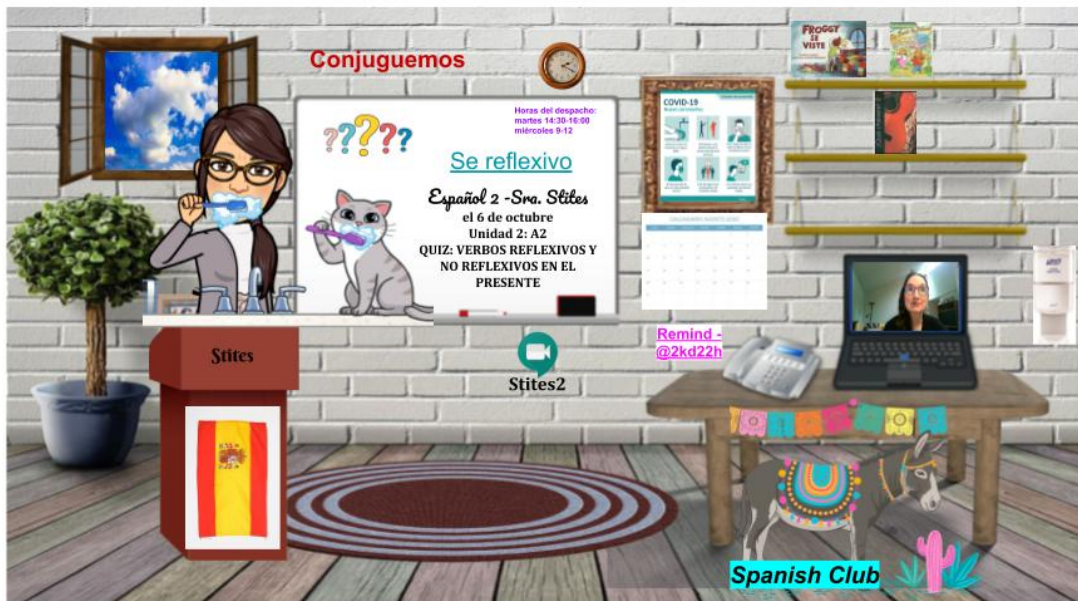 Conjuguemos
FROGGY
SE
VISTE
Horas del despacho:
martes 14:30-16:00
miércoles 9-12
Se reflexivo
Español 2 -Sra. Stites
el 6 de octubre
Unidad 2: A2
QUIZ: VERBOS REFLEXIVOS Y
NO REFLEXIVOS EN EL
PRESENTE
COVID-19
Remind -
@2kd22h
Stites
Stites2
Spanish Club